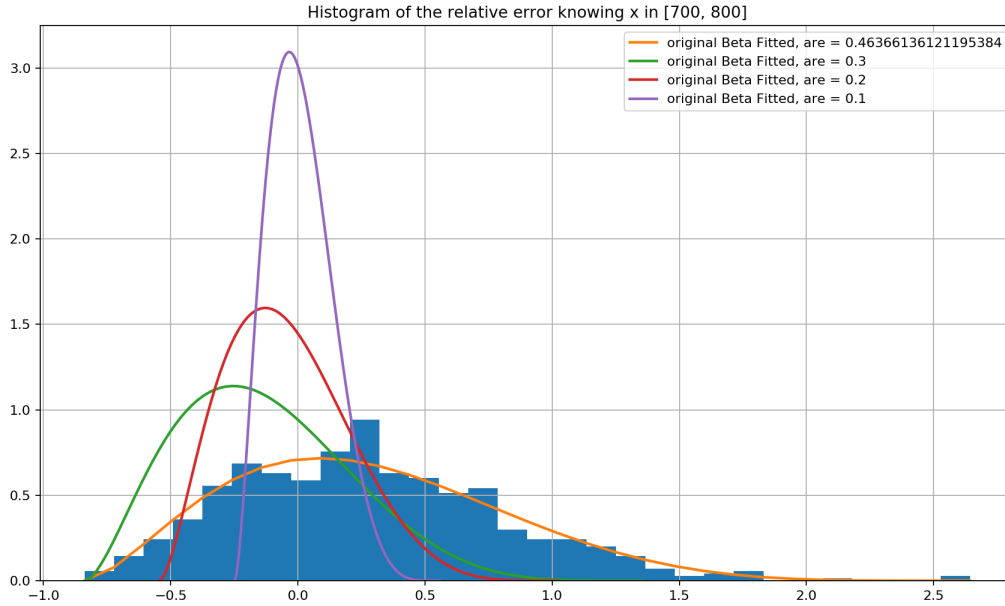 Histogram of the relative error knowing x in [700, 800]
original Beta Fitted, are = 0.46366136121195384
original Beta Fitted, are = 0.3
original Beta Fitted, are = 0.2
original Beta Fitted, are = 0.1
3.0
2.5
2.0
1.5
1.0
0.5
0.0
−1.0 −0.5 0.0 0.5 1.0 1.5 2.0 2.5